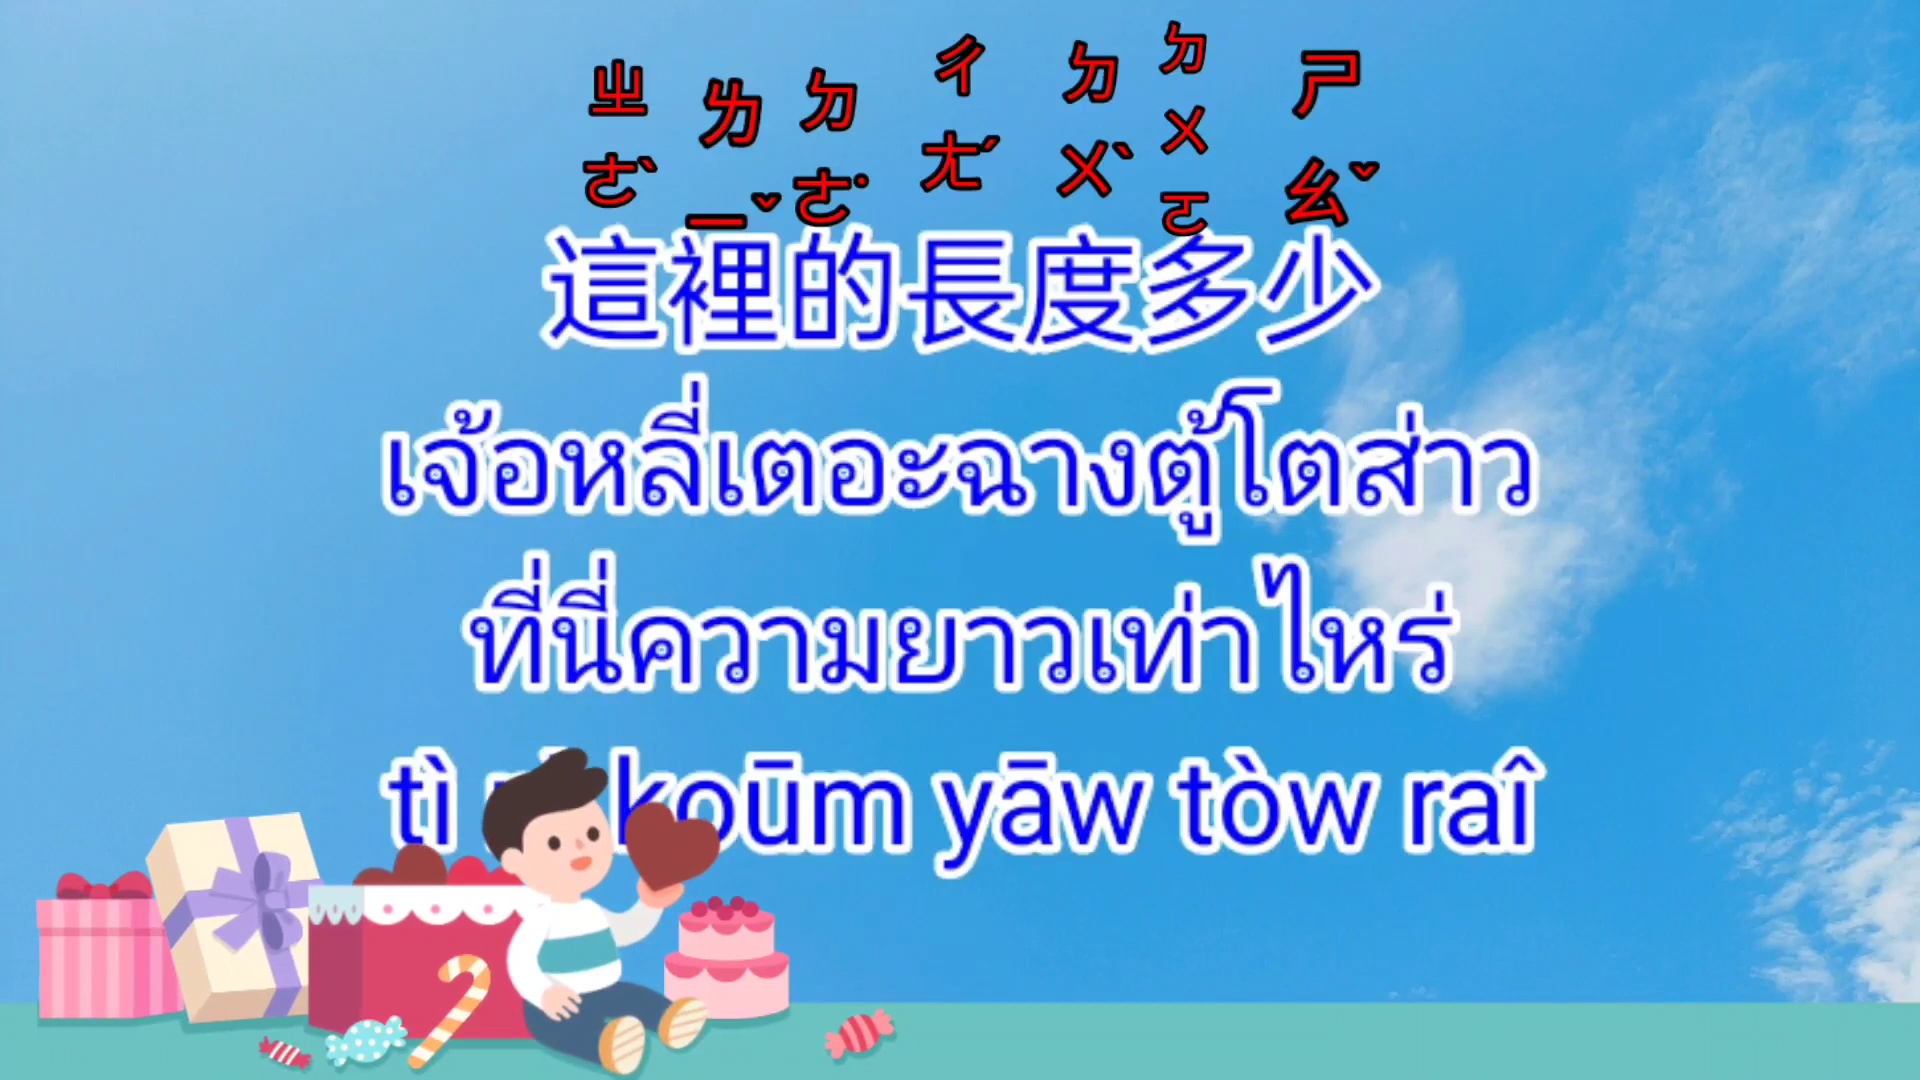 ㄓㄜˋ ㄌㄧˇ ㄉㄜ˙ ㄔㄤˊ ㄉㄨˋ ㄉㄨㄛ ㄕㄠˇ
這裡的長度多少
เจ้อหลี่เตอะฉางตู้โตส่าว
ที่นี่ความยาวเท่าไหร่
tì koūm yāw tòw raî